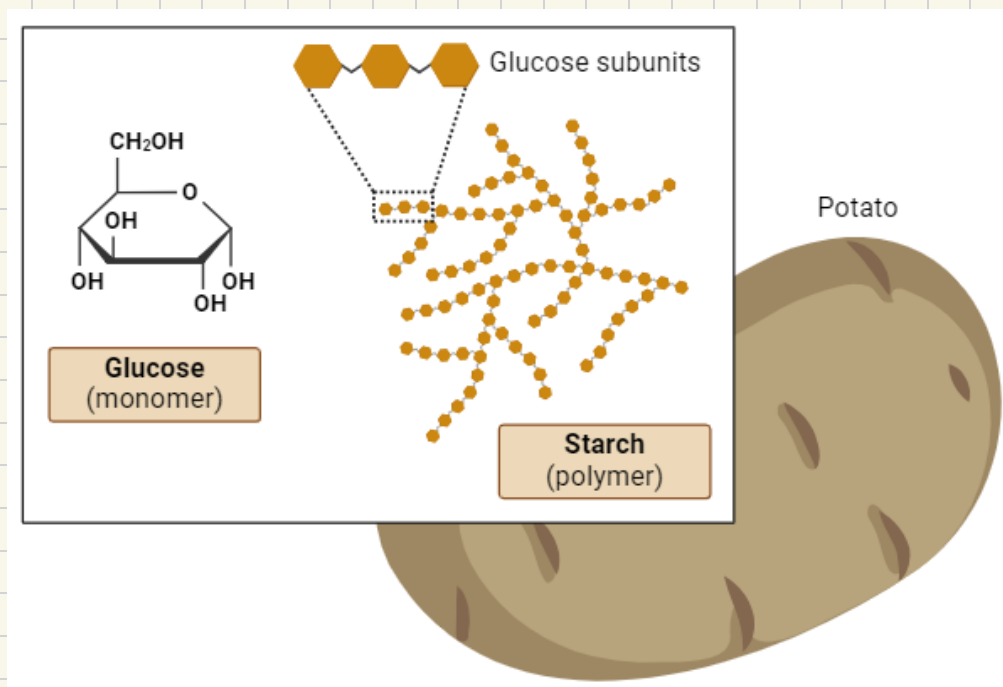 Glucose subunits
CH₂OH
O
OH
OH
OH
OH
Glucose
(monomer)
Starch
(polymer)
Potato